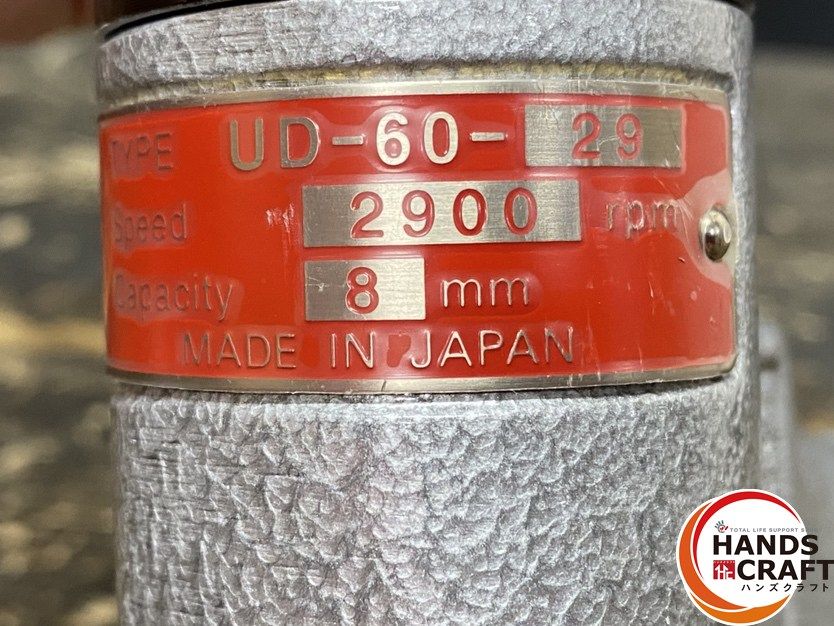 TYPE UD-60-29
Speed 2900 rpm
Capacity 8 mm
MADE IN JAPAN
TOTAL LIFE SUPPORT
HANDS
CRAFT
ハンズクラフト